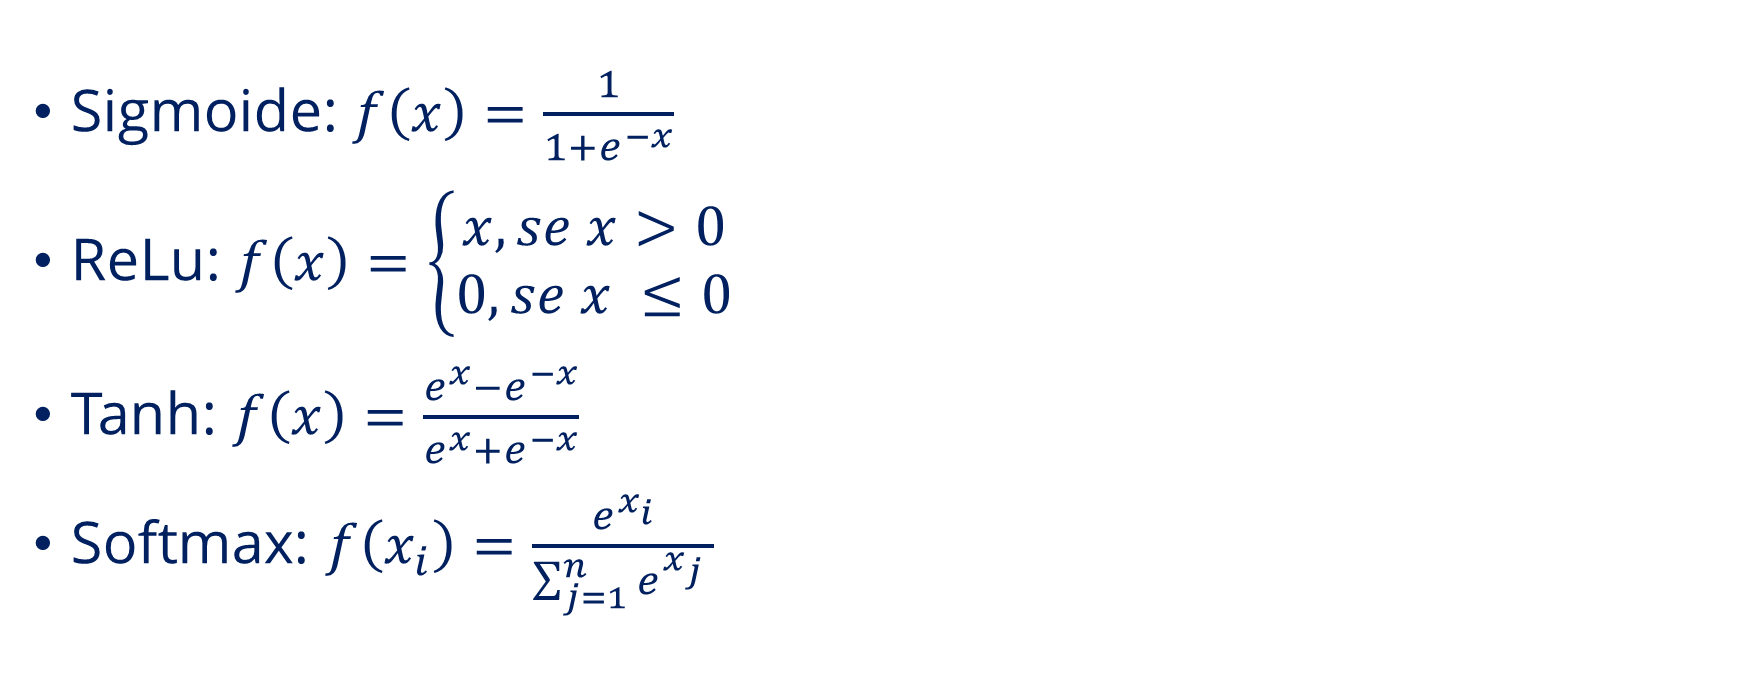 • Sigmoide: f(x) = 1/(1+e^(−x))
• ReLu: f(x) = { x, se x > 0
0, se x ≤ 0
• Tanh: f(x) = (e^x−e^(−x))/(e^x+e^(−x))
• Softmax: f(x_i) = e^(x_i)/(∑_(j=1)^n e^(x_j))